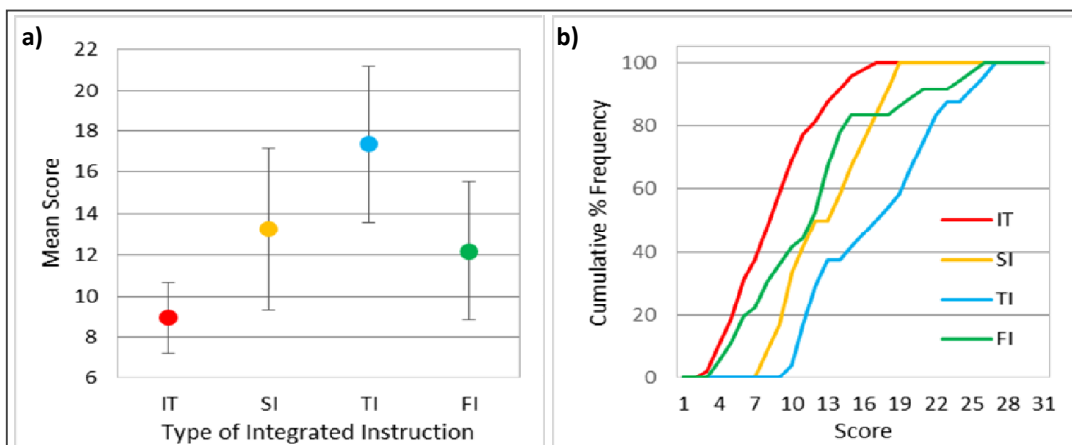 a)
22
20
18
16
14
12
10
8
6
Mean Score
IT
SI
TI
FI
Type of Integrated Instruction
b)
100
80
60
40
20
0
Cumulative % Frequency
IT
SI
TI
FI
1 4 7 10 13 16 19 22 25 28 31
Score